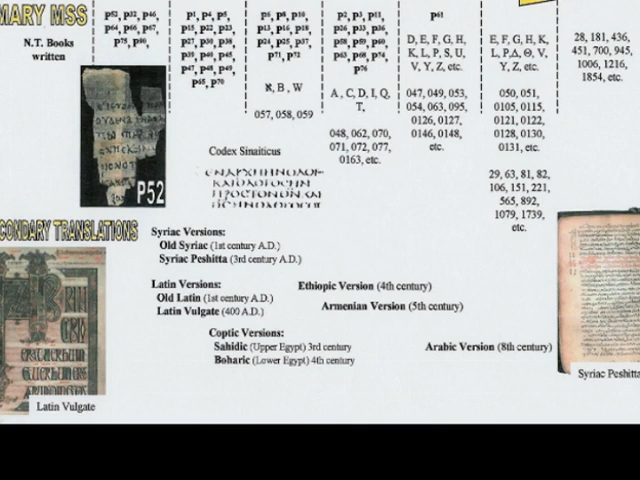 MARY MSS
N.T. Books
written
P52, P32, P46,
P64, P66, P67,
P75, P90,
P1, P4, P5,
P15, P22, P23,
P27, P30, P38,
P39, P40, P45,
P47, P48, P49,
P65, P70
P6, P8, P10,
P13, P16, P18,
P24, P25, P37,
P71, P72
ℵ, B , W
057, 058, 059
P2, P3, P11,
P26, P33, P36,
P58, P59, P60,
P63, P68, P74,
P76
A , C, D, I, Q,
T,
048, 062, 070,
071, 072, 077,
0163, etc.
P61
D, E, F, G, H,
K, L, P, S, U,
V, Y, Z, etc.
047, 049, 053,
054, 063, 095,
0126, 0127,
0146, 0148,
etc.
E, F, G, H, K,
L, P,Δ, Θ, V,
Y, Z, etc.
050, 051,
0105, 0115,
0121, 0122,
0128, 0130,
0131, etc.
29, 63, 81, 82,
106, 151, 221,
565, 892,
1079, 1739,
etc.
28, 181, 436,
451, 700, 945,
1006, 1216,
1854, etc.
P52
Codex Sinaiticus
CONDARY TRANSLATIONS
Syriac Versions:
Old Syriac (1st century A.D.)
Syriac Peshitta (3rd century A.D.)
Latin Versions:
Old Latin (1st century A.D.)
Latin Vulgate (400 A.D.)
Ethiopic Version (4th century)
Armenian Version (5th century)
Coptic Versions:
Sahidic (Upper Egypt) 3rd century
Boharic (Lower Egypt) 4th century
Arabic Version (8th century)
Latin Vulgate
Syriac Peshitta